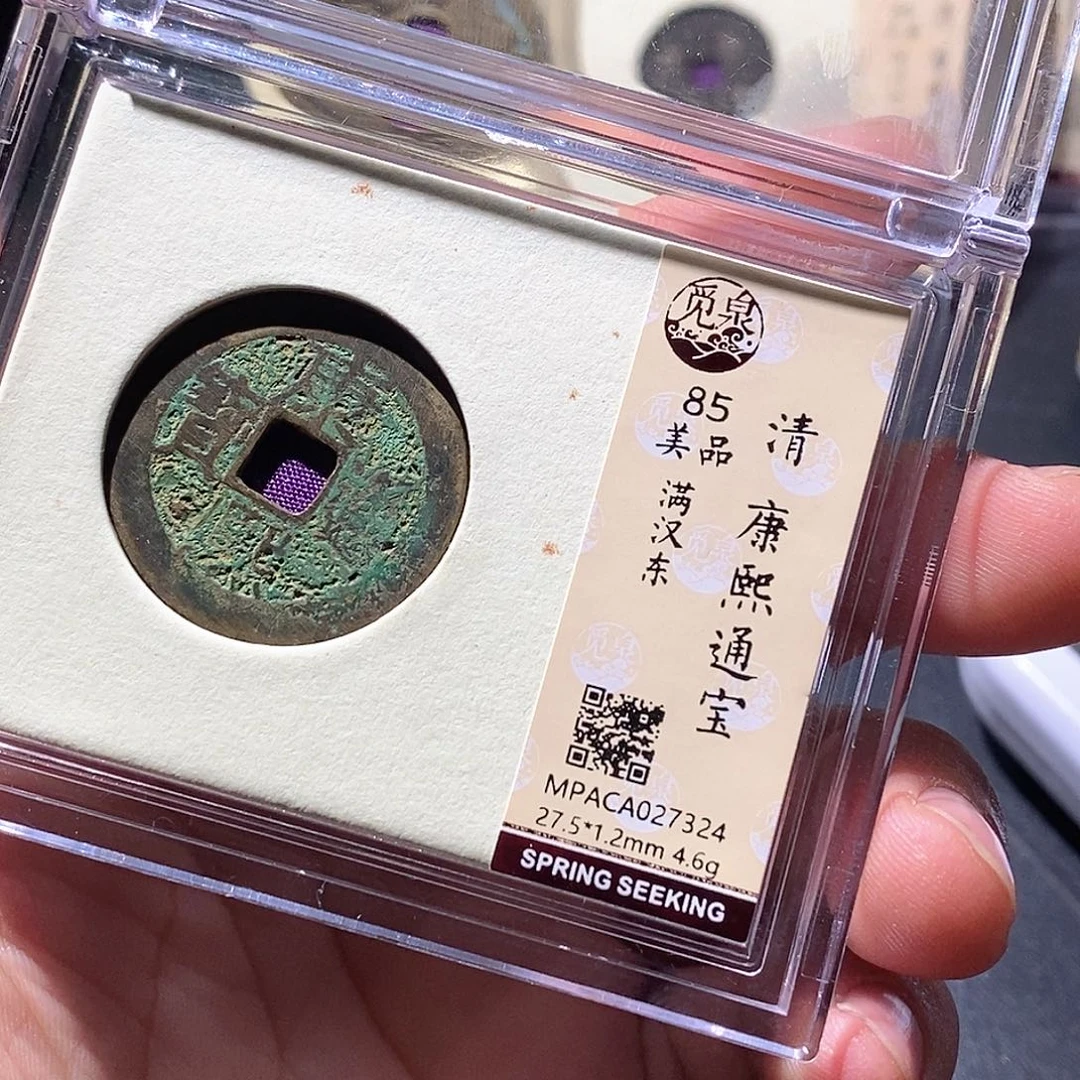 觅泉
85
美品
满汉东
清 康熙通宝
MPACA027324
27.5*1.2mm 4.6g
SPRING SEEKING